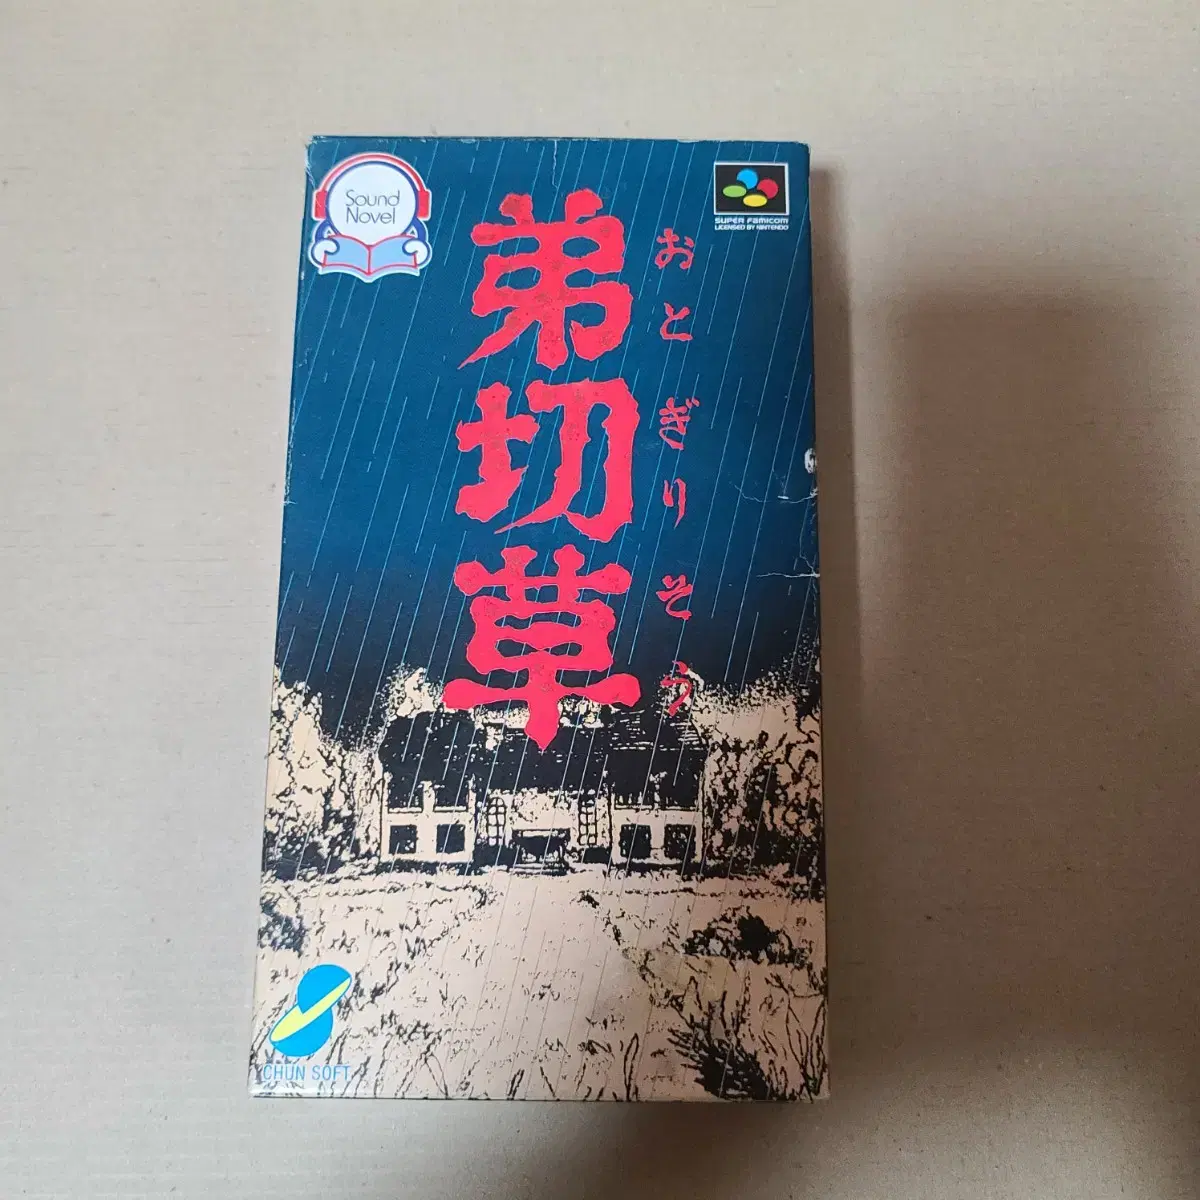 Sound
Novel
SUPER FAMICOM
LICENSED BY NINTENDO
弟切草
おとぎりそう
CHUN SOFT